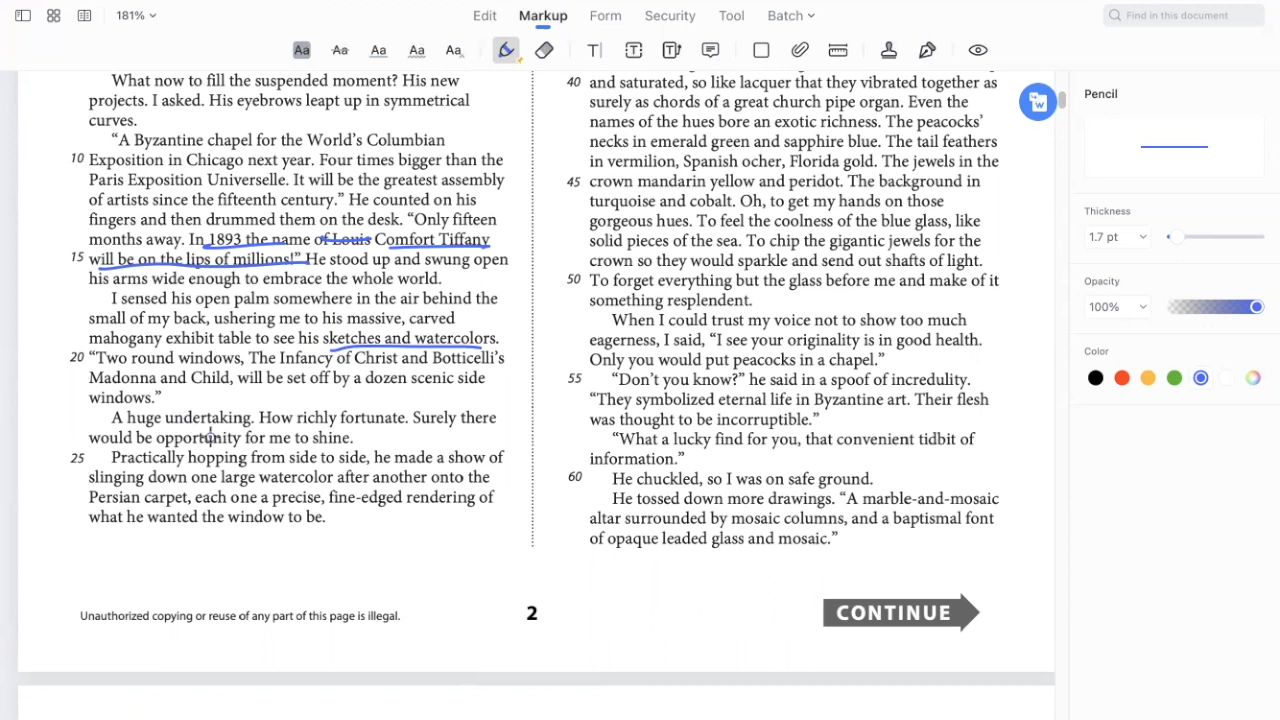 181%
Edit Markup Form Security Tool Batch
Find in this document
What now to fill the suspended moment? His new
projects. I asked. His eyebrows leapt up in symmetrical
curves.
“A Byzantine chapel for the World’s Columbian
10 Exposition in Chicago next year. Four times bigger than the
Paris Exposition Universelle. It will be the greatest assembly
of artists since the fifteenth century.” He counted on his
fingers and then drummed them on the desk. “Only fifteen
months away. In 1893 the name of Louis Comfort Tiffany
15 will be on the lips of millions!” He stood up and swung open
his arms wide enough to embrace the whole world.
I sensed his open palm somewhere in the air behind the
small of my back, ushering me to his massive, carved
mahogany exhibit table to see his sketches and watercolors.
20 “Two round windows, The Infancy of Christ and Botticelli’s
Madonna and Child, will be set off by a dozen scenic side
windows.”
A huge undertaking. How richly fortunate. Surely there
would be opportunity for me to shine.
25 Practically hopping from side to side, he made a show of
slinging down one large watercolor after another onto the
Persian carpet, each one a precise, fine-edged rendering of
what he wanted the window to be.
40 and saturated, so like lacquer that they vibrated together as
surely as chords of a great church pipe organ. Even the
names of the hues bore an exotic richness. The peacocks’
necks in emerald green and sapphire blue. The tail feathers
in vermilion, Spanish ocher, Florida gold. The jewels in the
45 crown mandarin yellow and peridot. The background in
turquoise and cobalt. Oh, to get my hands on those
gorgeous hues. To feel the coolness of the blue glass, like
solid pieces of the sea. To chip the gigantic jewels for the
crown so they would sparkle and send out shafts of light.
50 To forget everything but the glass before me and make of it
something resplendent.
When I could trust my voice not to show too much
eagerness, I said, “I see your originality is in good health.
Only you would put peacocks in a chapel.”
55 “Don’t you know?” he said in a spoof of incredulity.
“They symbolized eternal life in Byzantine art. Their flesh
was thought to be incorruptible.”
“What a lucky find for you, that convenient tidbit of
information.”
60 He chuckled, so I was on safe ground.
He tossed down more drawings. “A marble-and-mosaic
altar surrounded by mosaic columns, and a baptismal font
of opaque leaded glass and mosaic.”
Unauthorized copying or reuse of any part of this page is illegal.
2
CONTINUE
Pencil
Thickness
1.7 pt
Opacity
100%
Color